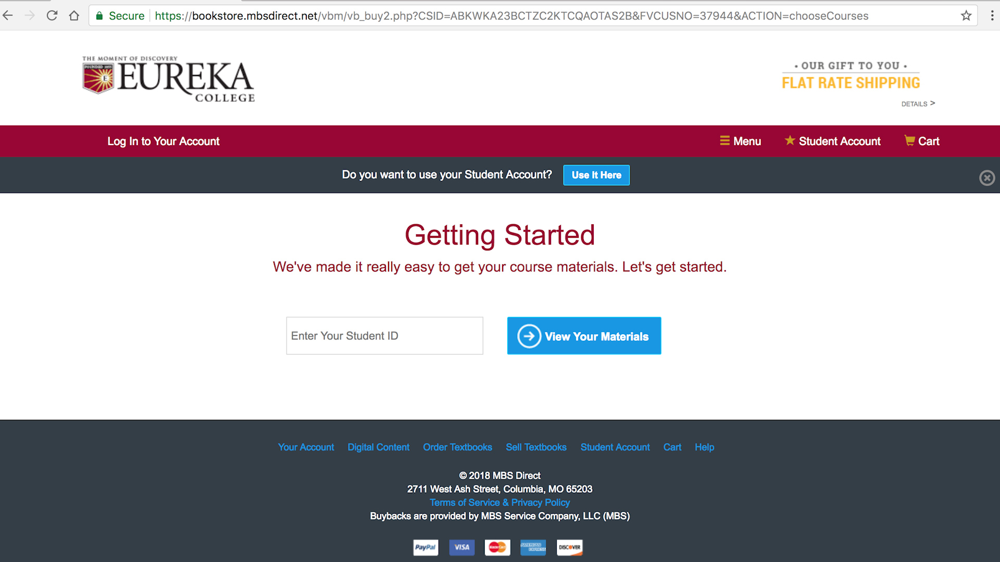 Secure https://bookstore.mbsdirect.net/vbm/vb_buy2.php?CSID=ABKWKA23BCTZC2KTCQAOTAS2B&FVCUSNO=37944&ACTION=chooseCourses
THE MOMENT OF DISCOVERY
FOUNDED 1855
E
EUREKA
COLLEGE
• OUR GIFT TO YOU •
FLAT RATE SHIPPING
DETAILS >
Log In to Your Account Menu Student Account Cart
Do you want to use your Student Account? Use It Here
Getting Started
We've made it really easy to get your course materials. Let's get started.
Enter Your Student ID View Your Materials
Your Account Digital Content Order Textbooks Sell Textbooks Student Account Cart Help
© 2018 MBS Direct
2711 West Ash Street, Columbia, MO 65203
Terms of Service & Privacy Policy
Buybacks are provided by MBS Service Company, LLC (MBS)
PayPal VISA MasterCard AMERICAN EXPRESS DISCOVER